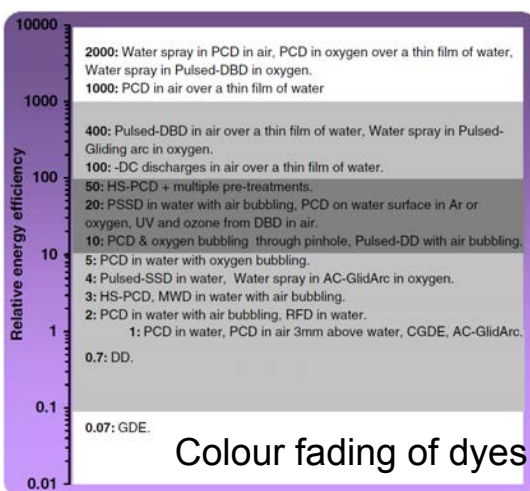 10000
1000
100
10
1
0.1
0.01
Relative energy efficiency
2000: Water spray in PCD in air, PCD in oxygen over a thin film of water,
Water spray in Pulsed-DBD in oxygen.
1000: PCD in air over a thin film of water
400: Pulsed-DBD in air over a thin film of water, Water spray in Pulsed-
Gliding arc in oxygen.
100: -DC discharges in air over a thin film of water.
50: HS-PCD + multiple pre-treatments.
20: PSSD in water with air bubbling, PCD on water surface in Ar or
oxygen, UV and ozone from DBD in air.
10: PCD & oxygen bubbling through pinhole, Pulsed-DD with air bubbling.
5: PCD in water with oxygen bubbling.
4: Pulsed-SSD in water, Water spray in AC-GlidArc in oxygen.
3: HS-PCD, MWD in water with air bubbling.
2: PCD in water with air bubbling, RFD in water.
1: PCD in water, PCD in air 3mm above water, CGDE, AC-GlidArc.
0.7: DD.
0.07: GDE.
Colour fading of dyes